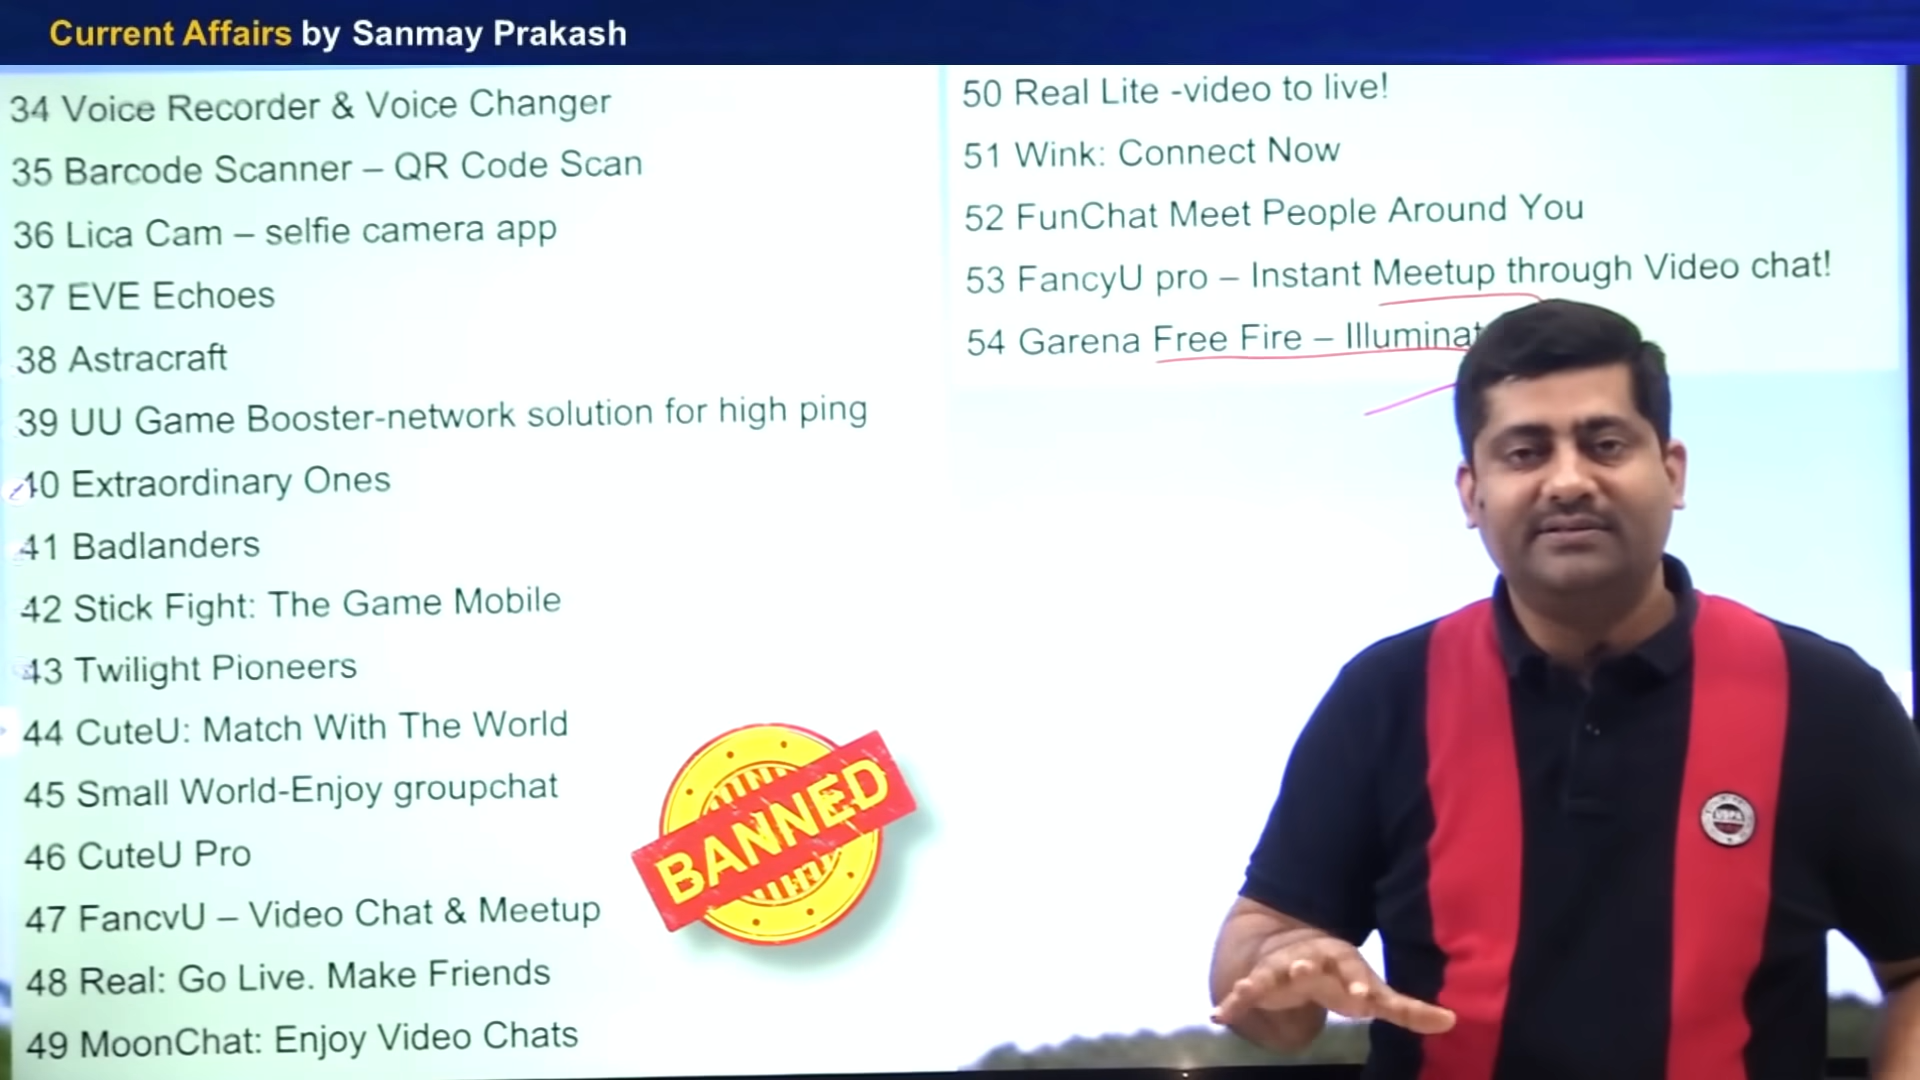 Current Affairs by Sanmay Prakash
34 Voice Recorder & Voice Changer
35 Barcode Scanner – QR Code Scan
36 Lica Cam – selfie camera app
37 EVE Echoes
38 Astracraft
39 UU Game Booster-network solution for high ping
40 Extraordinary Ones
41 Badlanders
42 Stick Fight: The Game Mobile
43 Twilight Pioneers
44 CuteU: Match With The World
45 Small World-Enjoy groupchat
46 CuteU Pro
47 FancvU – Video Chat & Meetup
48 Real: Go Live. Make Friends
49 MoonChat: Enjoy Video Chats
BANNED
50 Real Lite -video to live!
51 Wink: Connect Now
52 FunChat Meet People Around You
53 FancyU pro – Instant Meetup through Video chat!
54 Garena Free Fire – Illuminat
USPA